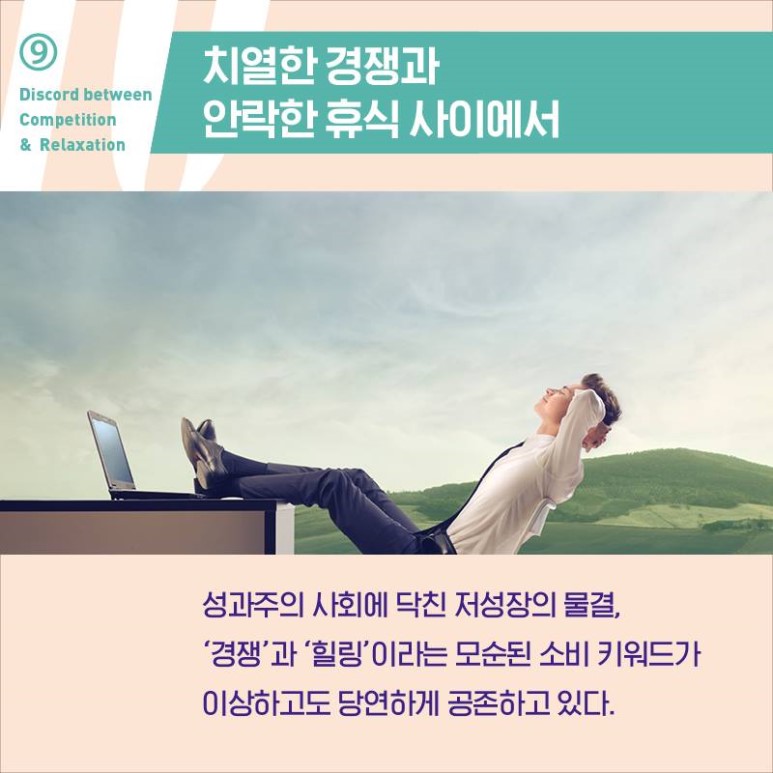 ⑨
Discord between
Competition
& Relaxation
치열한 경쟁과
안락한 휴식 사이에서
성과주의 사회에 닥친 저성장의 물결,
‘경쟁’과 ‘힐링’이라는 모순된 소비 키워드가
이상하고도 당연하게 공존하고 있다.